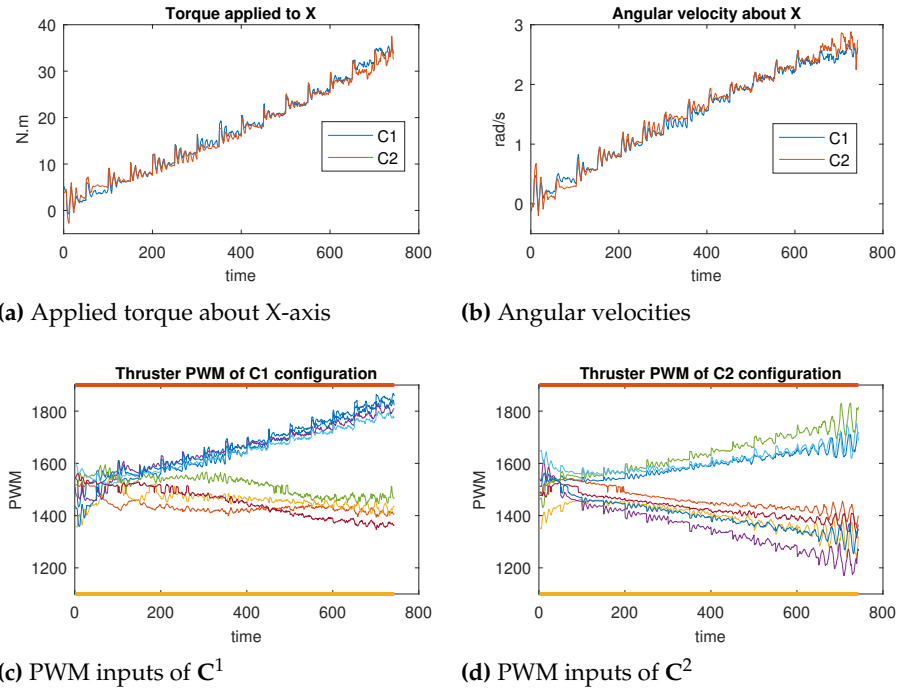 Torque applied to X
40
30
20
10
0
N.m
C1
C2
0 200 400 600 800
time
(a) Applied torque about X-axis
Angular velocity about X
3
2
1
0
rad/s
C1
C2
0 200 400 600 800
time
(b) Angular velocities
Thruster PWM of C1 configuration
1800
1600
1400
1200
PWM
0 200 400 600 800
time
(c) PWM inputs of C¹
Thruster PWM of C2 configuration
1800
1600
1400
1200
PWM
0 200 400 600 800
time
(d) PWM inputs of C²